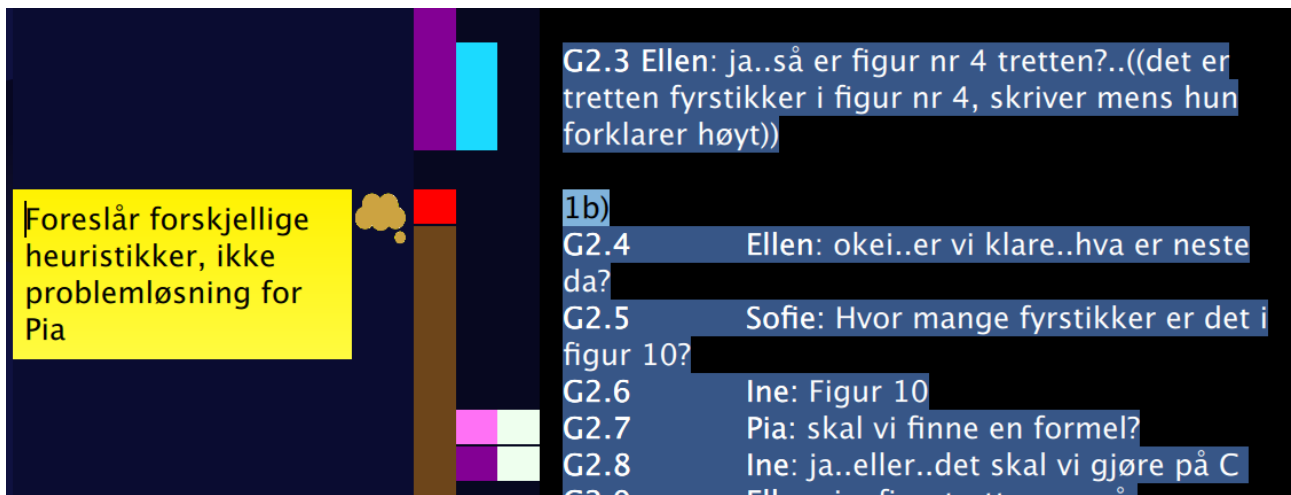 Foreslår forskjellige
heuristikker, ikke
problemløsning for
Pia
G2.3 Ellen: ja..så er figur nr 4 tretten?..((det er
tretten fyrstikker i figur nr 4, skriver mens hun
forklarer høyt))
1b)
G2.4 Ellen: okei..er vi klare..hva er neste
da?
G2.5 Sofie: Hvor mange fyrstikker er det i
figur 10?
G2.6 Ine: Figur 10
G2.7 Pia: skal vi finne en formel?
G2.8 Ine: ja..eller..det skal vi gjøre på C